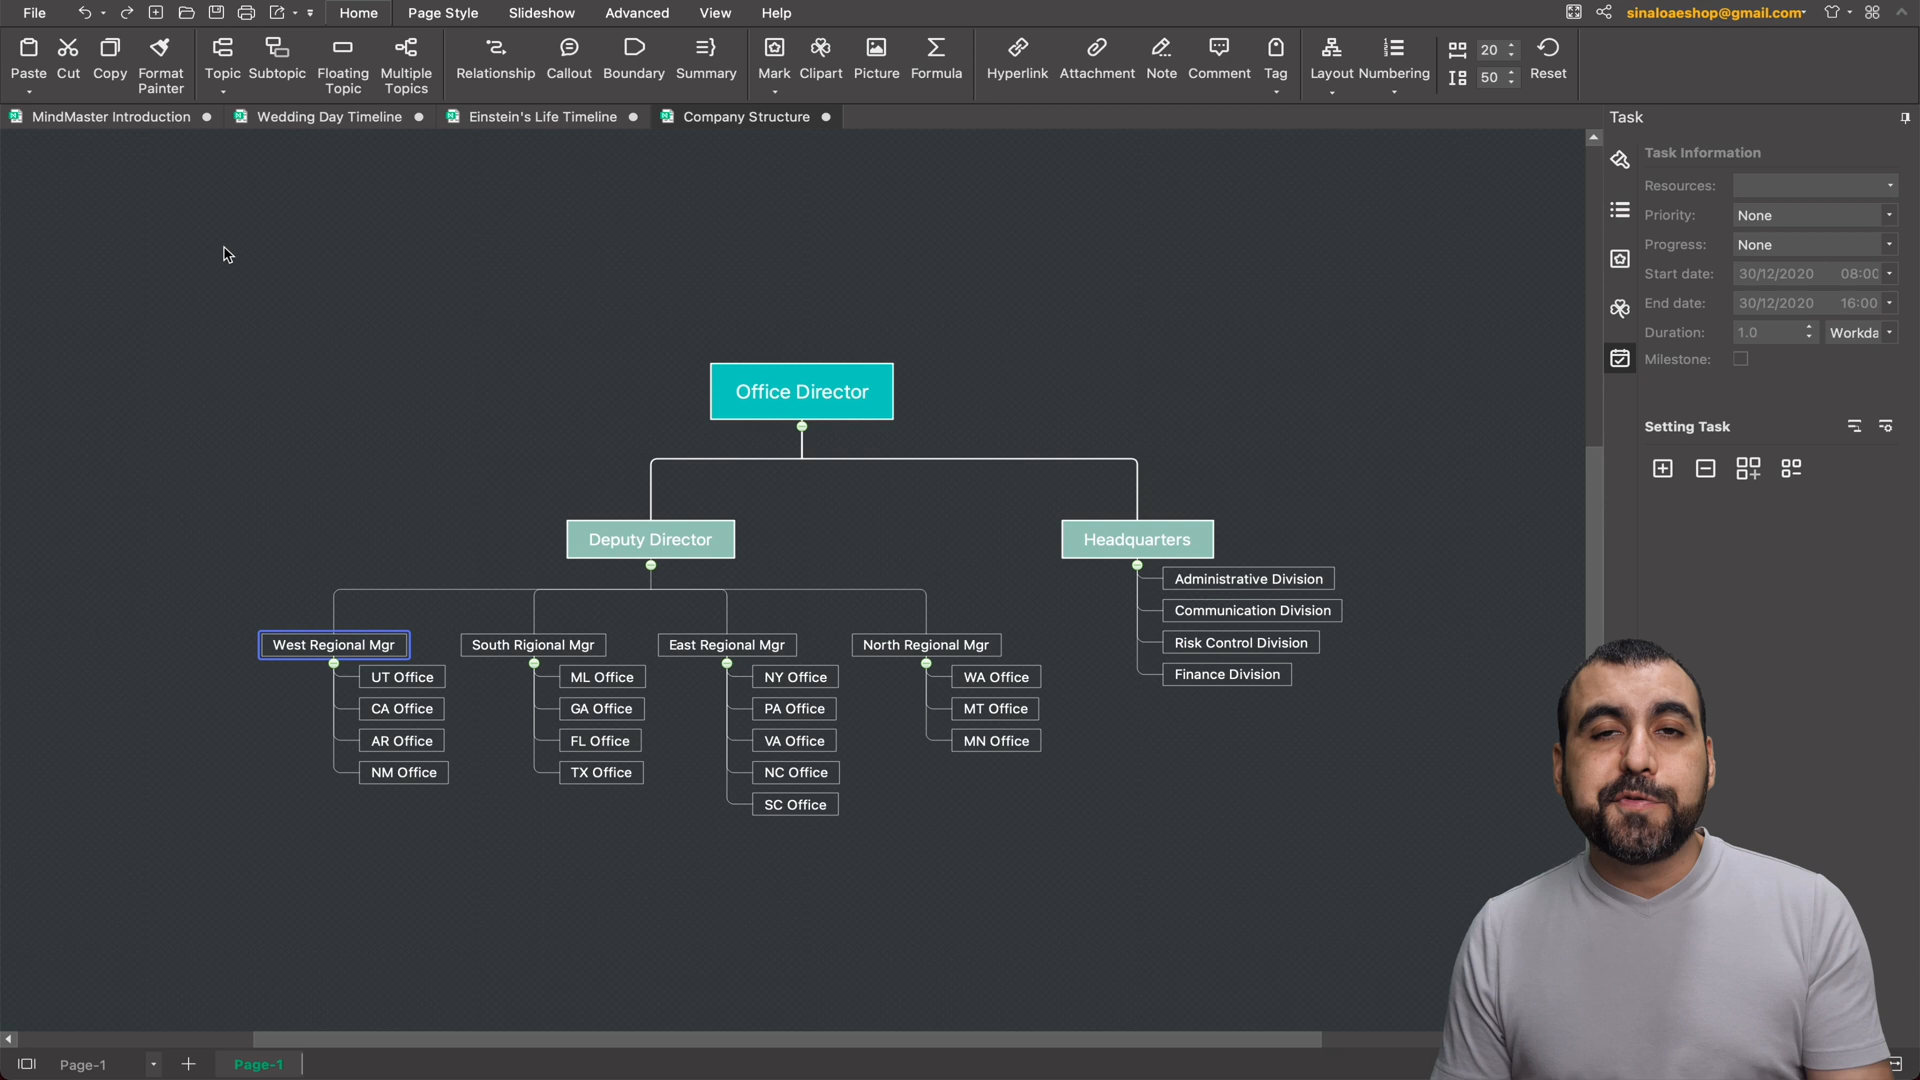 File Home Page Style Slideshow Advanced View Help sinaloaeshop@gmail.com
Paste Cut Copy Format Painter Topic Subtopic Floating Topic Multiple Topics Relationship Callout Boundary Summary Mark Clipart Picture Formula Hyperlink Attachment Note Comment Tag Layout Numbering 20 50 Reset
MindMaster Introduction Wedding Day Timeline Einstein's Life Timeline Company Structure
Task
Task Information
Resources:
Priority: None
Progress: None
Start date: 30/12/2020 08:00
End date: 30/12/2020 16:00
Duration: 1.0 Workda
Milestone:
Setting Task
Office Director
Deputy Director
Headquarters
Administrative Division
Communication Division
Risk Control Division
Finance Division
West Regional Mgr
UT Office
CA Office
AR Office
NM Office
South Rigional Mgr
ML Office
GA Office
FL Office
TX Office
East Regional Mgr
NY Office
PA Office
VA Office
NC Office
SC Office
North Regional Mgr
WA Office
MT Office
MN Office
Page-1 Page-1